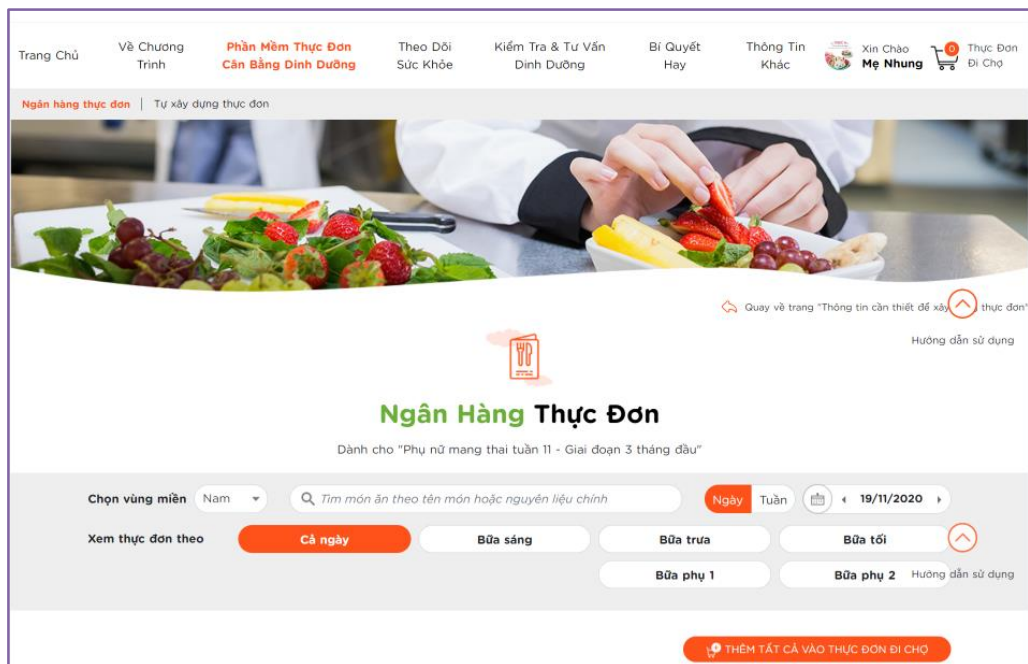 Trang Chủ
Về Chương Trình
Phần Mềm Thực Đơn Cân Bằng Dinh Dưỡng
Theo Dõi Sức Khỏe
Kiểm Tra & Tư Vấn Dinh Dưỡng
Bí Quyết Hay
Thông Tin Khác
Xin Chào
Mẹ Nhung
0
Thực Đơn Đi Chợ
Ngân hàng thực đơn | Tự xây dựng thực đơn
Quay về trang "Thông tin cần thiết để xây thực đơn"
Hướng dẫn sử dụng
Ngân Hàng Thực Đơn
Dành cho "Phụ nữ mang thai tuần 11 - Giai đoạn 3 tháng đầu"
Chọn vùng miền Nam Tìm món ăn theo tên món hoặc nguyên liệu chính Ngày Tuần 19/11/2020
Xem thực đơn theo Cả ngày Bữa sáng Bữa trưa Bữa tối
Bữa phụ 1 Bữa phụ 2 Hướng dẫn sử dụng
THÊM TẤT CẢ VÀO THỰC ĐƠN ĐI CHỢ